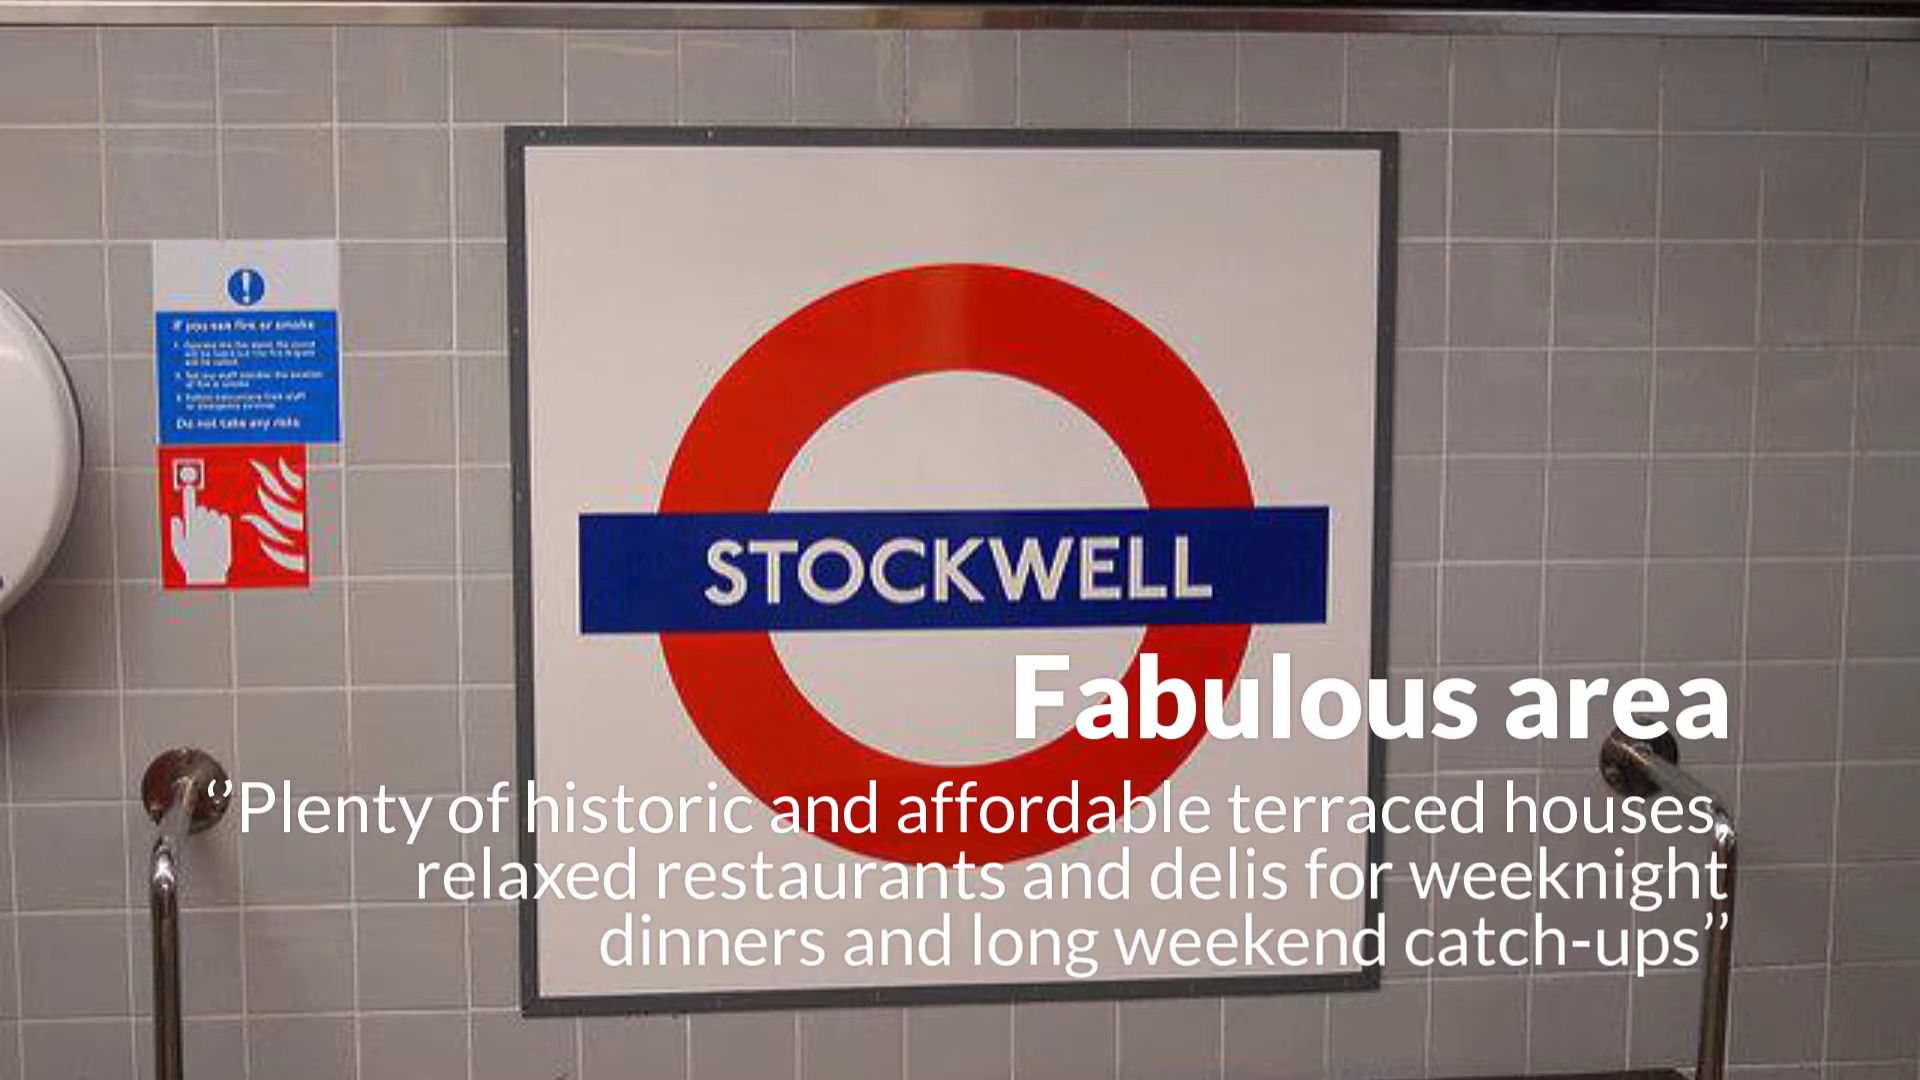 If you see fire or smoke
Do not take any risks
STOCKWELL
Fabulous area
‘’Plenty of historic and affordable terraced houses,
relaxed restaurants and delis for weeknight
dinners and long weekend catch-ups’’